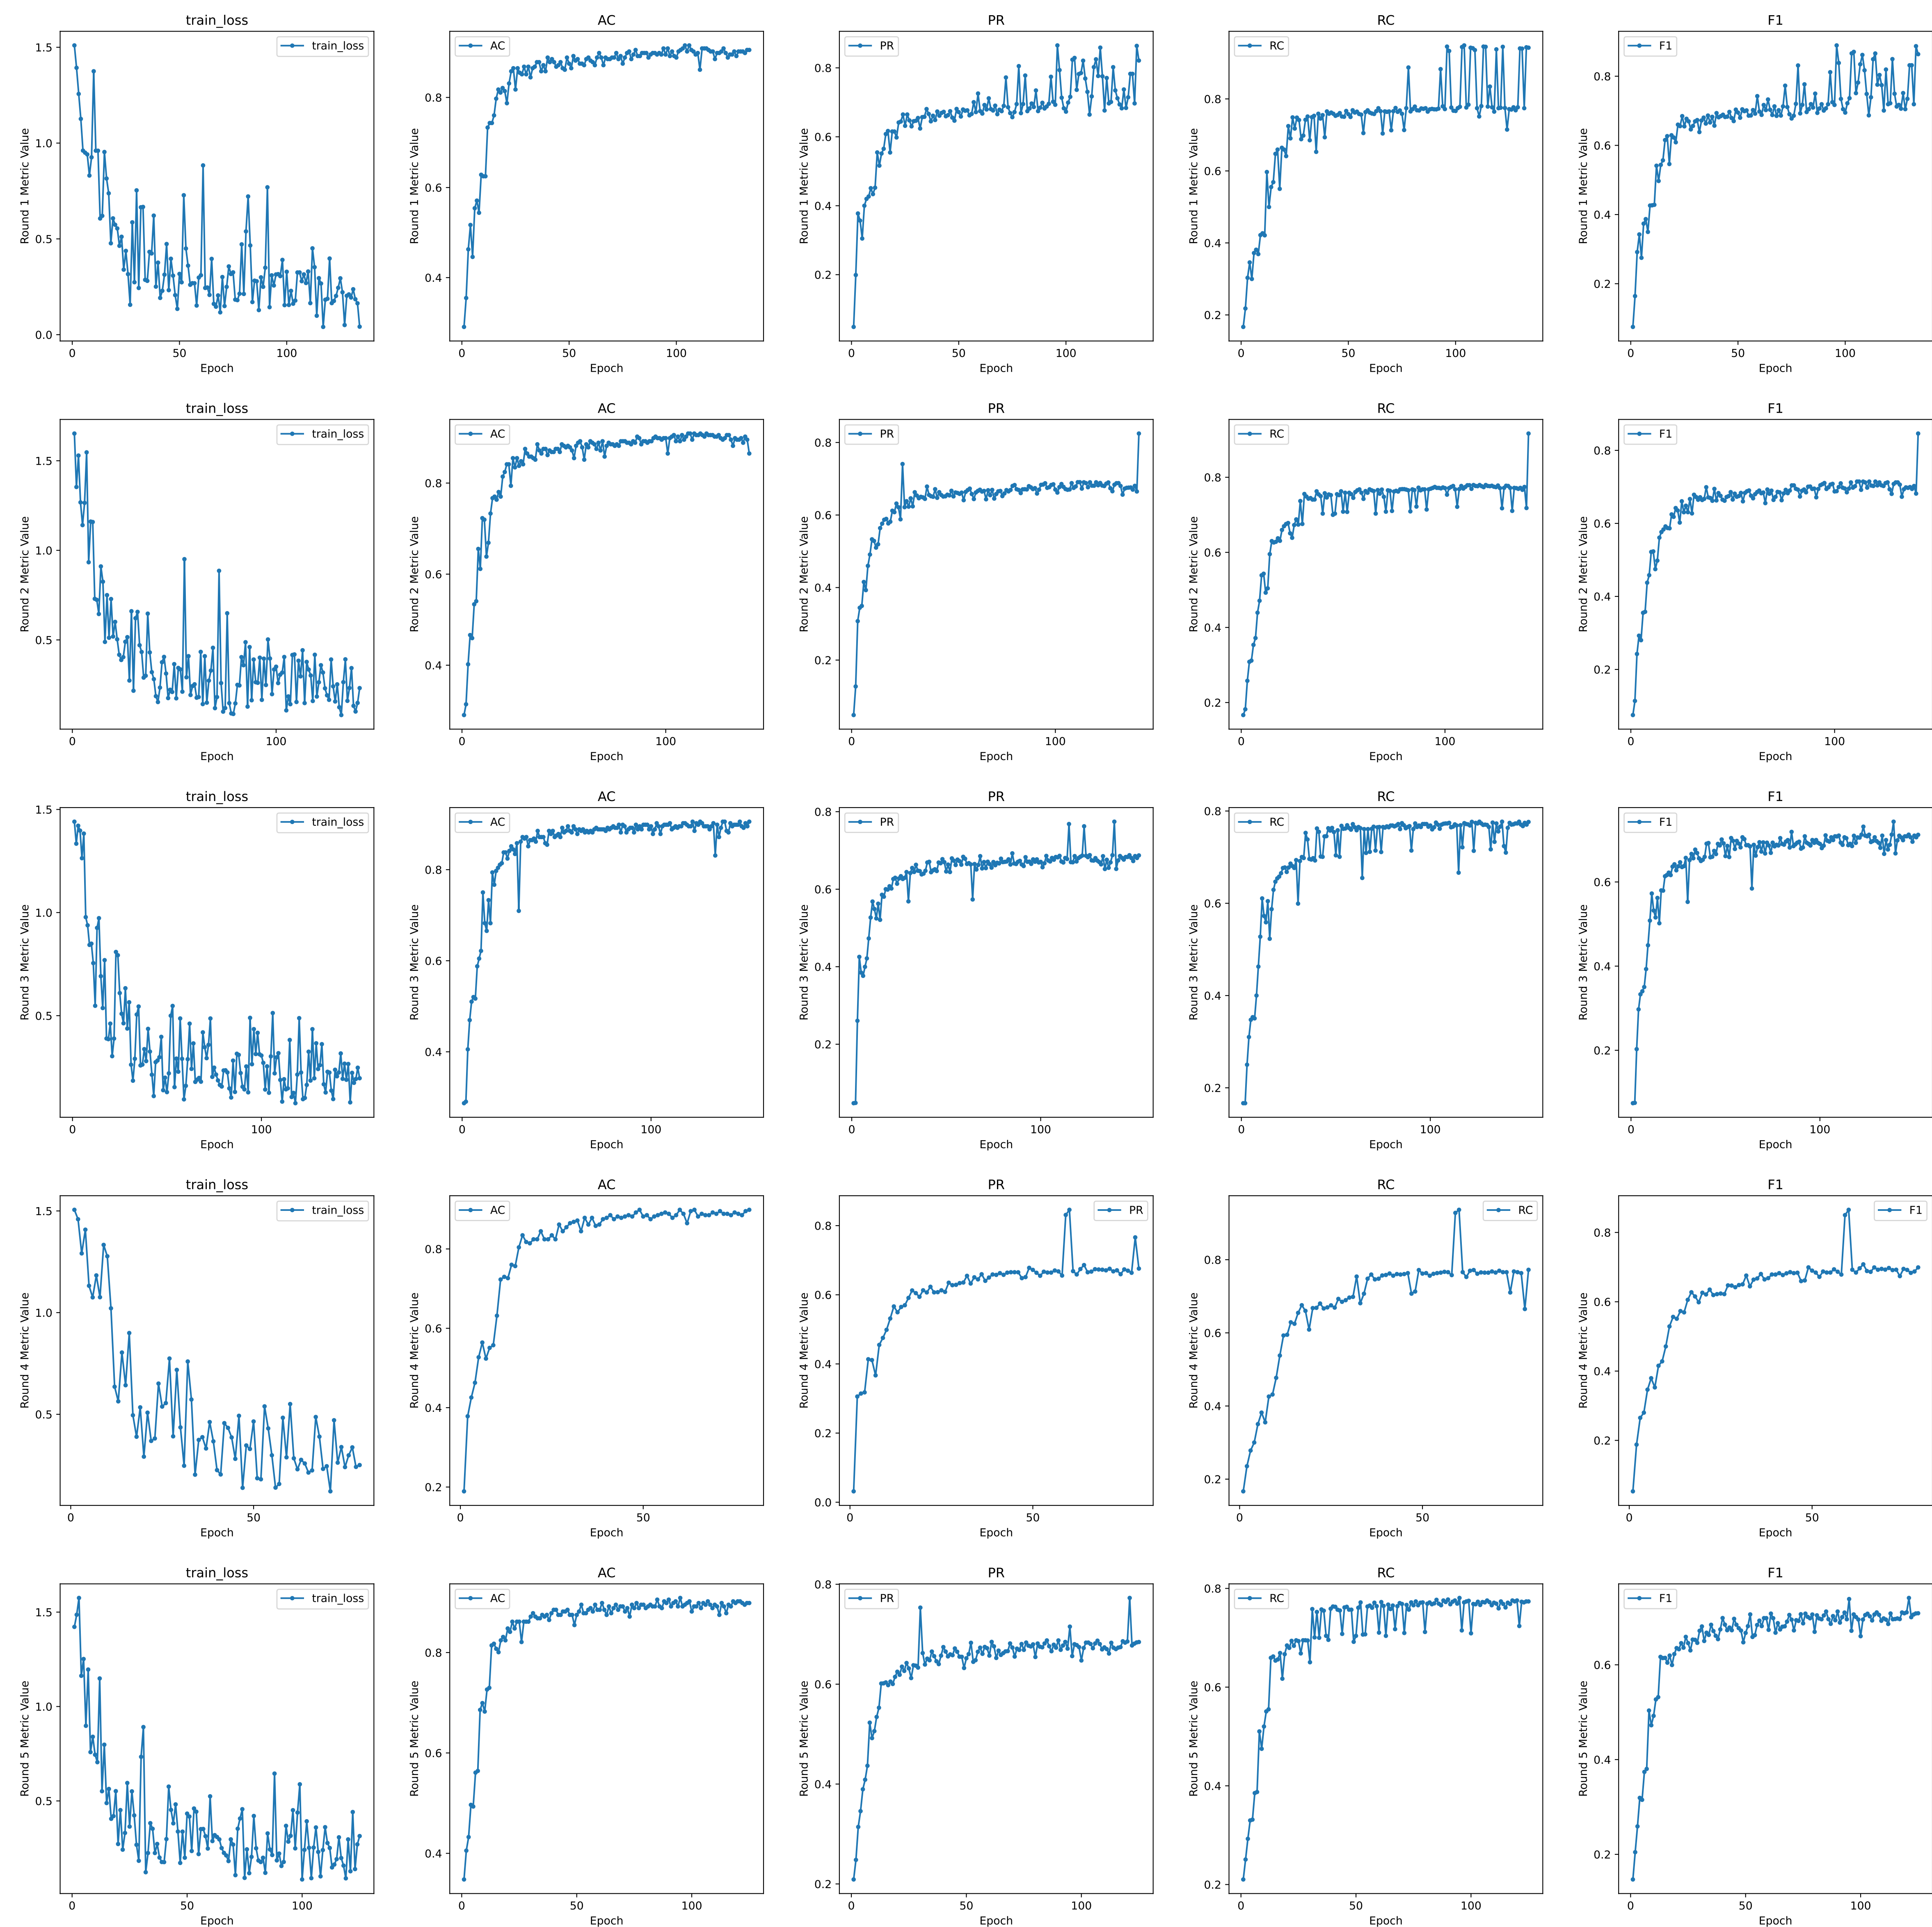 train_loss AC PR RC F1
Round 1 Metric Value
1.5
1.0
0.5
0.0
train_loss
0 50 100
Epoch
Round 1 Metric Value
0.8
0.6
0.4
AC
0 50 100
Epoch
Round 1 Metric Value
0.8
0.6
0.4
0.2
PR
0 50 100
Epoch
Round 1 Metric Value
0.8
0.6
0.4
0.2
RC
0 50 100
Epoch
Round 1 Metric Value
0.8
0.6
0.4
0.2
F1
0 50 100
Epoch
train_loss AC PR RC F1
Round 2 Metric Value
1.5
1.0
0.5
train_loss
0 100
Epoch
Round 2 Metric Value
0.8
0.6
0.4
AC
0 100
Epoch
Round 2 Metric Value
0.8
0.6
0.4
0.2
PR
0 100
Epoch
Round 2 Metric Value
0.8
0.6
0.4
0.2
RC
0 100
Epoch
Round 2 Metric Value
0.8
0.6
0.4
0.2
F1
0 100
Epoch
train_loss AC PR RC F1
Round 3 Metric Value
1.5
1.0
0.5
train_loss
0 100
Epoch
Round 3 Metric Value
0.8
0.6
0.4
AC
0 100
Epoch
Round 3 Metric Value
0.8
0.6
0.4
0.2
PR
0 100
Epoch
Round 3 Metric Value
0.8
0.6
0.4
0.2
RC
0 100
Epoch
Round 3 Metric Value
0.6
0.4
0.2
F1
0 100
Epoch
train_loss AC PR RC F1
Round 4 Metric Value
1.5
1.0
0.5
train_loss
0 50
Epoch
Round 4 Metric Value
0.8
0.6
0.4
0.2
AC
0 50
Epoch
Round 4 Metric Value
0.8
0.6
0.4
0.2
0.0
PR
0 50
Epoch
Round 4 Metric Value
0.8
0.6
0.4
0.2
RC
0 50
Epoch
Round 4 Metric Value
0.8
0.6
0.4
0.2
F1
0 50
Epoch
train_loss AC PR RC F1
Round 5 Metric Value
1.5
1.0
0.5
train_loss
0 50 100
Epoch
Round 5 Metric Value
0.8
0.6
0.4
AC
0 50 100
Epoch
Round 5 Metric Value
0.8
0.6
0.4
0.2
PR
0 50 100
Epoch
Round 5 Metric Value
0.8
0.6
0.4
0.2
RC
0 50 100
Epoch
Round 5 Metric Value
0.6
0.4
0.2
F1
0 50 100
Epoch